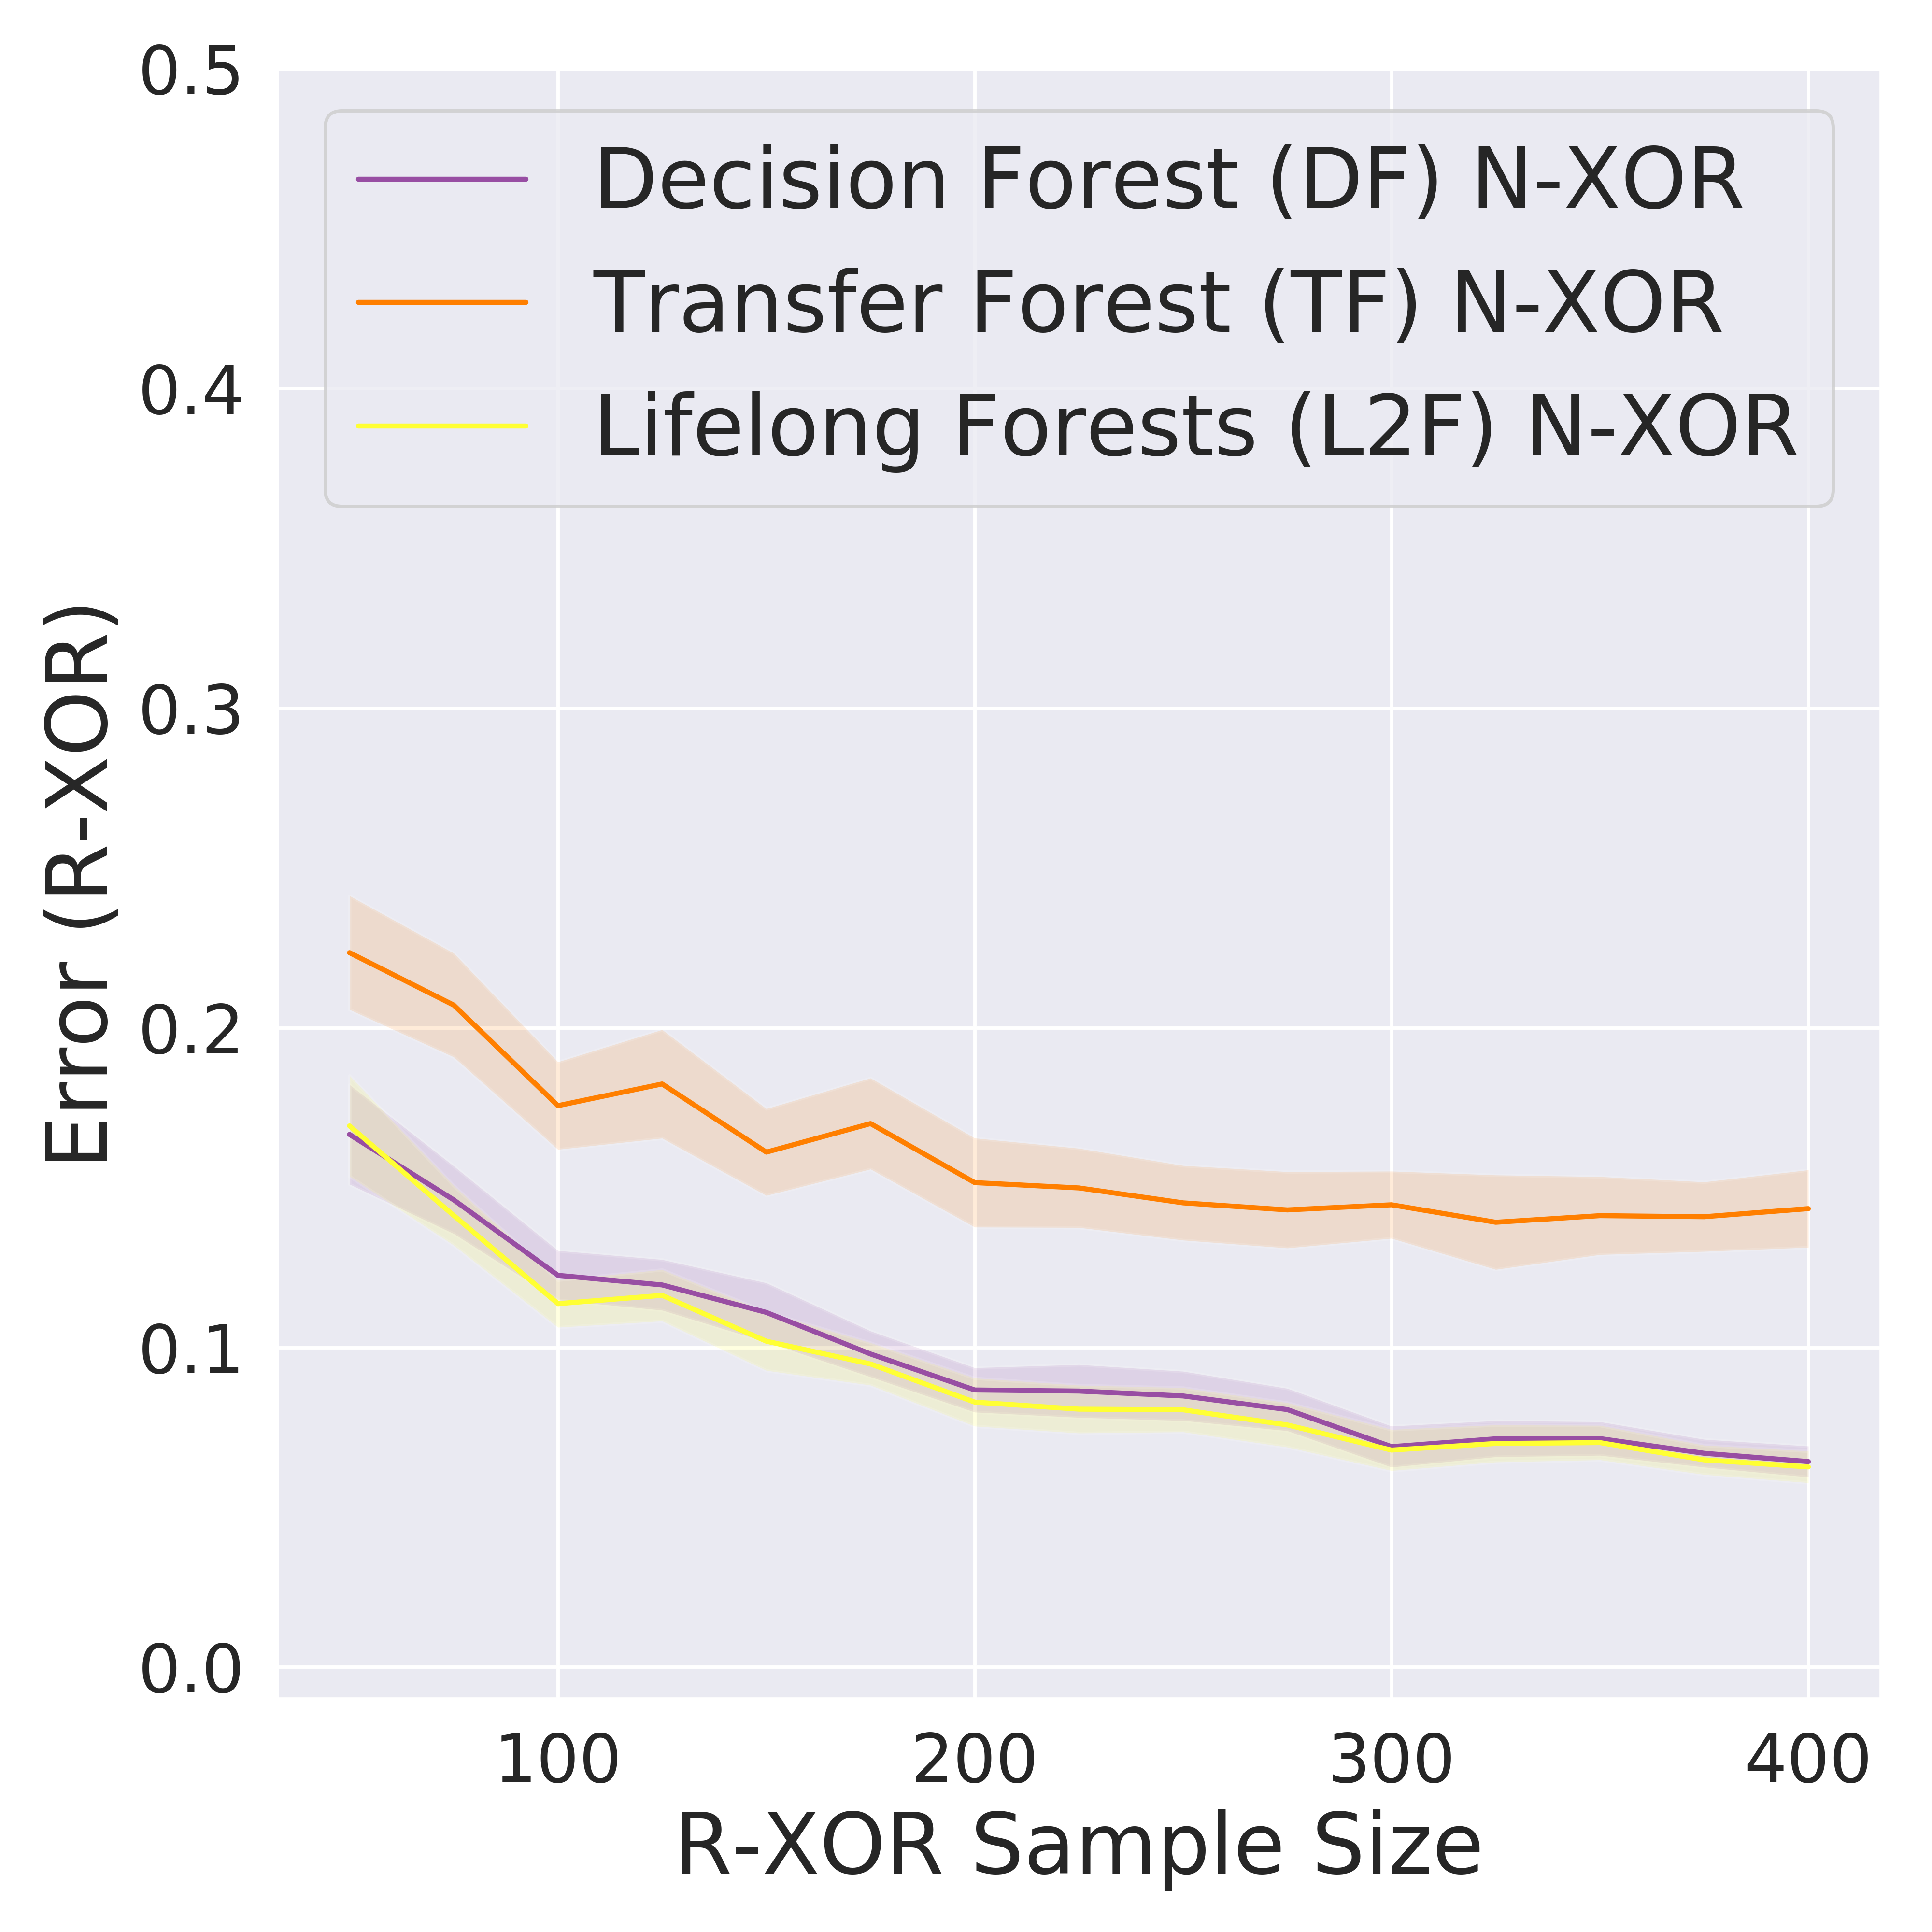 0.5
Decision Forest (DF) N-XOR
Transfer Forest (TF) N-XOR
Lifelong Forests (L2F) N-XOR
0.4
0.3
0.2
0.1
0.0
Error (R-XOR)
100 200 300 400
R-XOR Sample Size